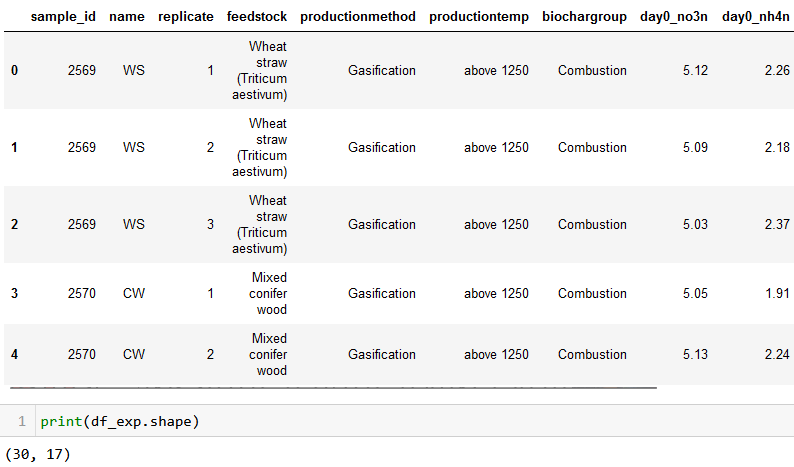 sample_id name replicate feedstock productionmethod productiontemp biochargroup day0_no3n day0_nh4n
0 2569 WS 1 Wheat straw (Triticum aestivum) Gasification above 1250 Combustion 5.12 2.26
1 2569 WS 2 Wheat straw (Triticum aestivum) Gasification above 1250 Combustion 5.09 2.18
2 2569 WS 3 Wheat straw (Triticum aestivum) Gasification above 1250 Combustion 5.03 2.37
3 2570 CW 1 Mixed conifer wood Gasification above 1250 Combustion 5.05 1.91
4 2570 CW 2 Mixed conifer wood Gasification above 1250 Combustion 5.13 2.24
1 print(df_exp.shape)
(30, 17)